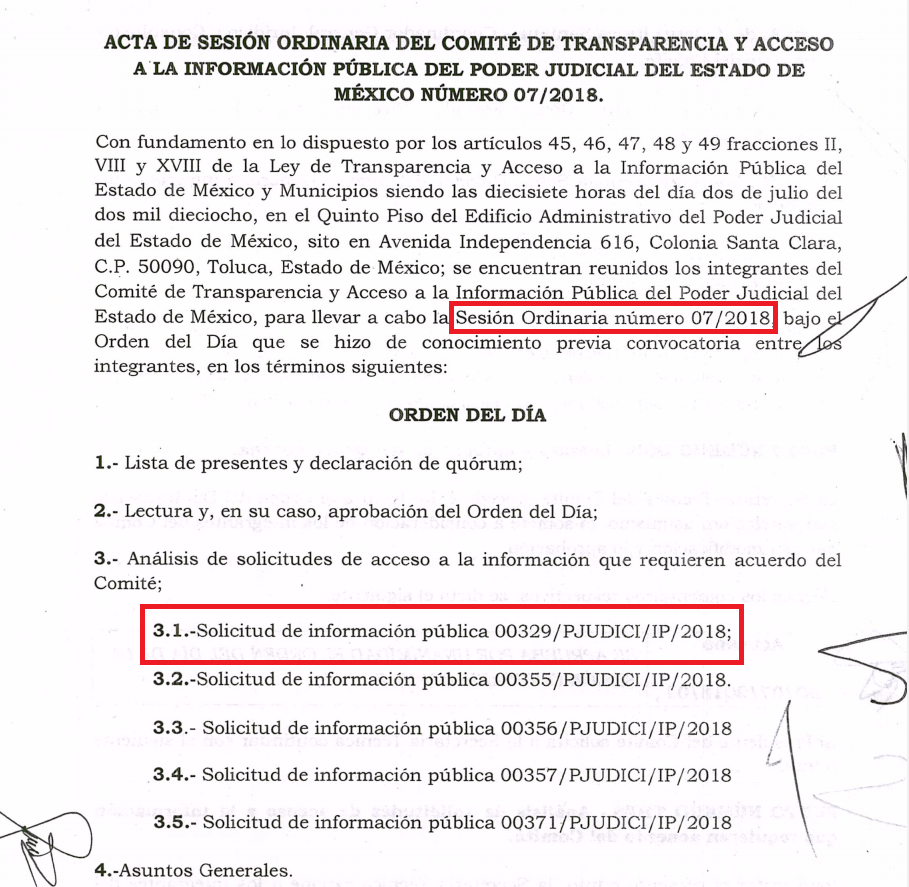 ACTA DE SESIÓN ORDINARIA DEL COMITÉ DE TRANSPARENCIA Y ACCESO
A LA INFORMACIÓN PÚBLICA DEL PODER JUDICIAL DEL ESTADO DE
MÉXICO NÚMERO 07/2018.
Con fundamento en lo dispuesto por los artículos 45, 46, 47, 48 y 49 fracciones II,
VIII y XVIII de la Ley de Transparencia y Acceso a la Información Pública del
Estado de México y Municipios siendo las diecisiete horas del día dos de julio del
dos mil dieciocho, en el Quinto Piso del Edificio Administrativo del Poder Judicial
del Estado de México, sito en Avenida Independencia 616, Colonia Santa Clara,
C.P. 50090, Toluca, Estado de México; se encuentran reunidos los integrantes del
Comité de Transparencia y Acceso a la Información Pública del Poder Judicial del
Estado de México, para llevar a cabo la Sesión Ordinaria número 07/2018, bajo el
Orden del Día que se hizo de conocimiento previa convocatoria entre los
integrantes, en los términos siguientes:
ORDEN DEL DÍA
1.- Lista de presentes y declaración de quórum;
2.- Lectura y, en su caso, aprobación del Orden del Día;
3.- Análisis de solicitudes de acceso a la información que requieren acuerdo del
Comité;
3.1.-Solicitud de información pública 00329/PJUDICI/IP/2018;
3.2.-Solicitud de información pública 00355/PJUDICI/IP/2018.
3.3.- Solicitud de información pública 00356/PJUDICI/IP/2018
3.4.- Solicitud de información pública 00357/PJUDICI/IP/2018
3.5.- Solicitud de información pública 00371/PJUDICI/IP/2018
4.-Asuntos Generales.